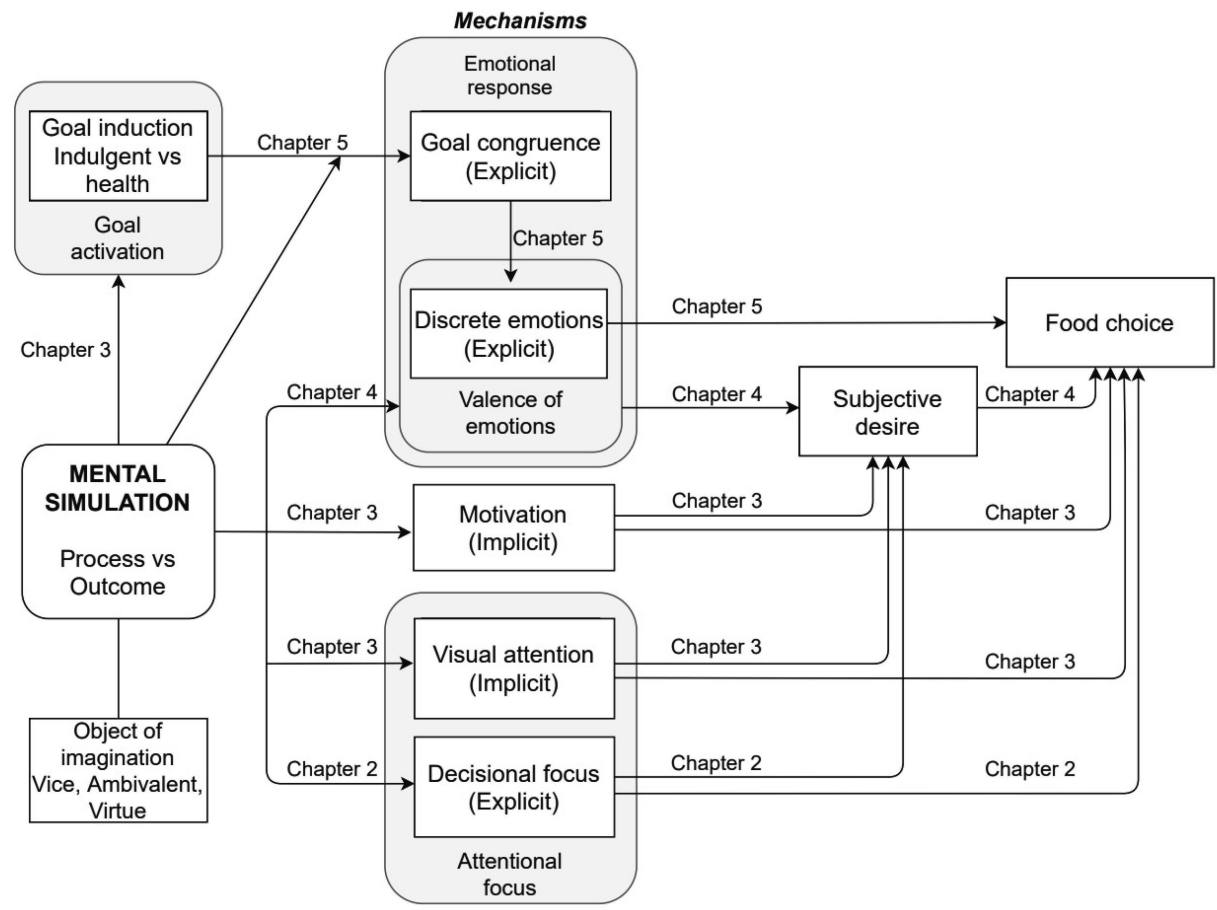 Mechanisms
Emotional
response
Goal induction
Indulgent vs
health
Goal
activation
Chapter 5
Goal congruence
(Explicit)
Chapter 5
Discrete emotions
(Explicit)
Valence of
emotions
Chapter 5
Food choice
Chapter 3
Chapter 4
Chapter 4
Subjective
desire
Chapter 4
MENTAL
SIMULATION
Process vs
Outcome
Chapter 3
Motivation
(Implicit)
Chapter 3
Chapter 3
Chapter 3
Visual attention
(Implicit)
Chapter 3
Chapter 3
Object of
imagination
Vice, Ambivalent,
Virtue
Chapter 2
Decisional focus
(Explicit)
Chapter 2
Chapter 2
Attentional
focus